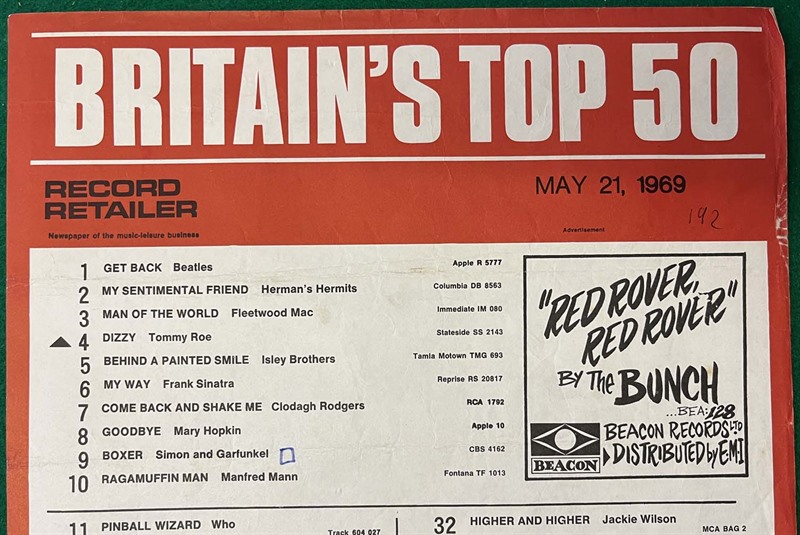 BRITAIN'S TOP 50
RECORD RETAILER
MAY 21, 1969
192
Newspaper of the music-leisure business
Advertisement
1 GET BACK Beatles Apple R 5777
2 MY SENTIMENTAL FRIEND Herman's Hermits Columbia DB 8563
3 MAN OF THE WORLD Fleetwood Mac Immediate IM 080
4 DIZZY Tommy Roe Stateside SS 2143
5 BEHIND A PAINTED SMILE Isley Brothers Tamla Motown TMG 693
6 MY WAY Frank Sinatra Reprise RS 20817
7 COME BACK AND SHAKE ME Clodagh Rodgers RCA 1792
8 GOODBYE Mary Hopkin Apple 10
9 BOXER Simon and Garfunkel CBS 4162
10 RAGAMUFFIN MAN Manfred Mann Fontana TF 1013
"RED ROVER,
RED ROVER"
BY The BUNCH
...BEA:128
BEACON RECORDS LTD
DISTRIBUTED by E.M.I
BEACON
11 PINBALL WIZARD Who Track 604 027
32 HIGHER AND HIGHER Jackie Wilson MCA BAG 2